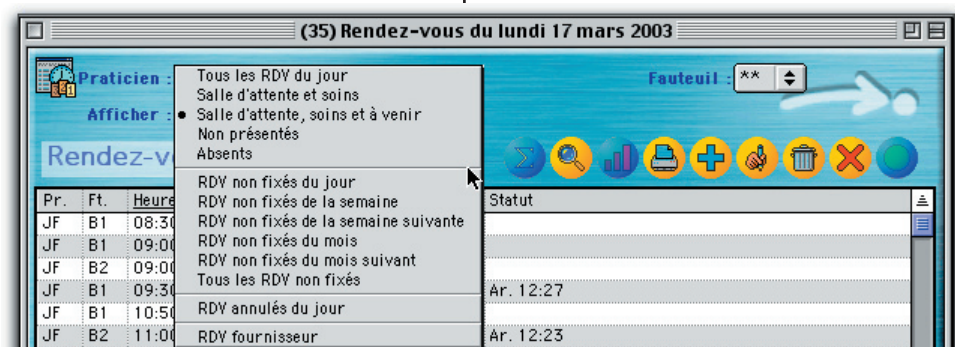 (35) Rendez-vous du lundi 17 mars 2003
Praticien :
Fauteuil : **
Afficher :
Tous les RDV du jour
Salle d'attente et soins
Salle d'attente, soins et à venir
Non présentés
Absents
RDV non fixés du jour
RDV non fixés de la semaine
RDV non fixés de la semaine suivante
RDV non fixés du mois
RDV non fixés du mois suivant
Tous les RDV non fixés
RDV annulés du jour
RDV fournisseur
Rendez-v
Pr. Ft. Heure Statut
JF B1 08:30
JF B1 09:00
JF B2 09:00
JF B1 09:30 Ar. 12:27
JF B1 10:50
JF B2 11:00 Ar. 12:23